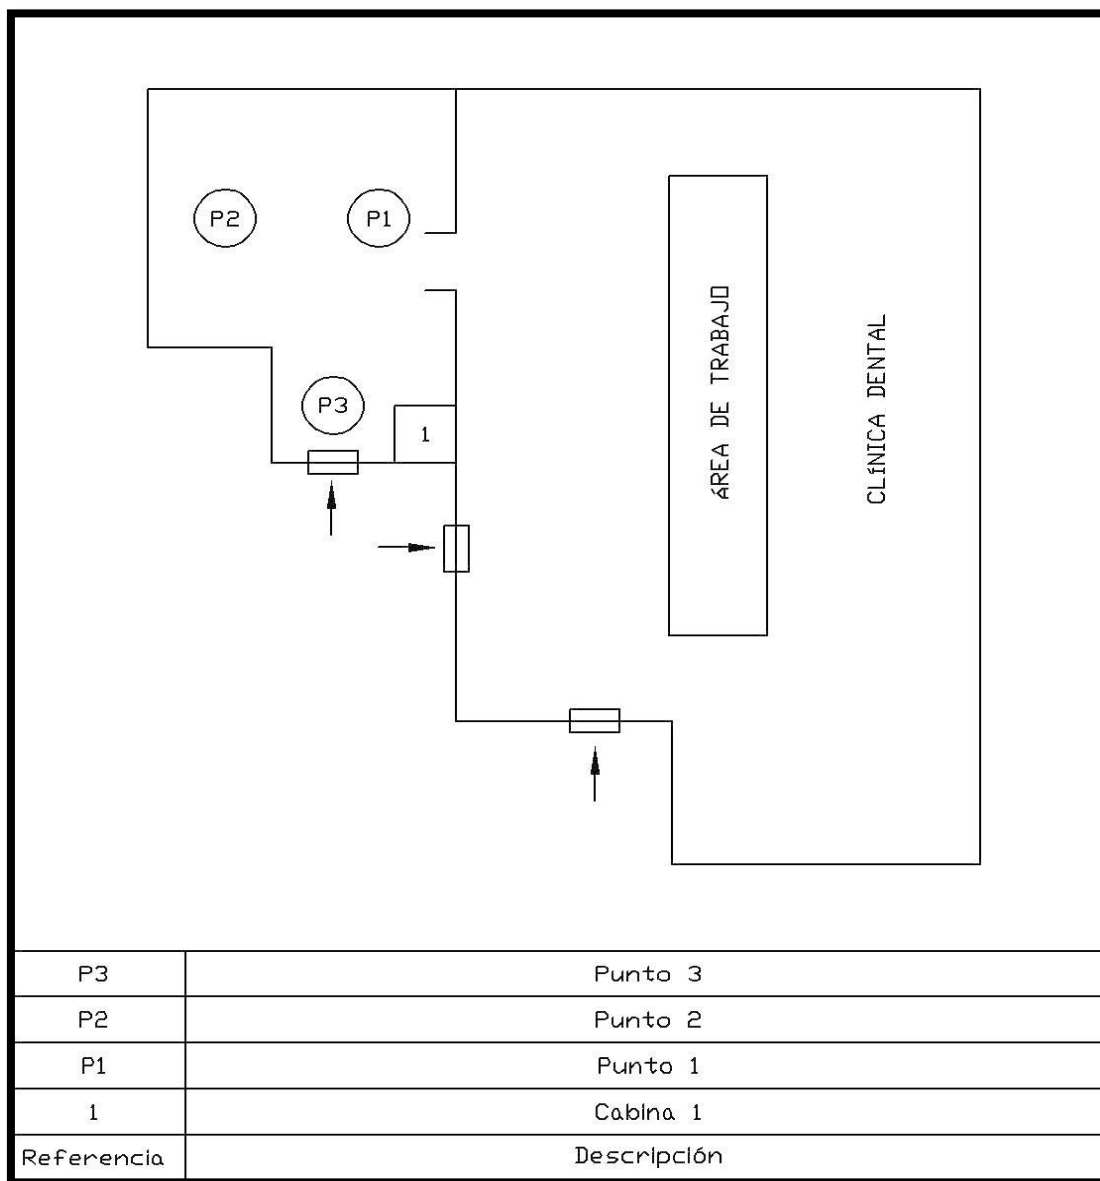 P2
P1
P3
1
ÁREA DE TRABAJO
CLÍNICA DENTAL
P3 Punto 3
P2 Punto 2
P1 Punto 1
1 Cabina 1
Referencia Descripción